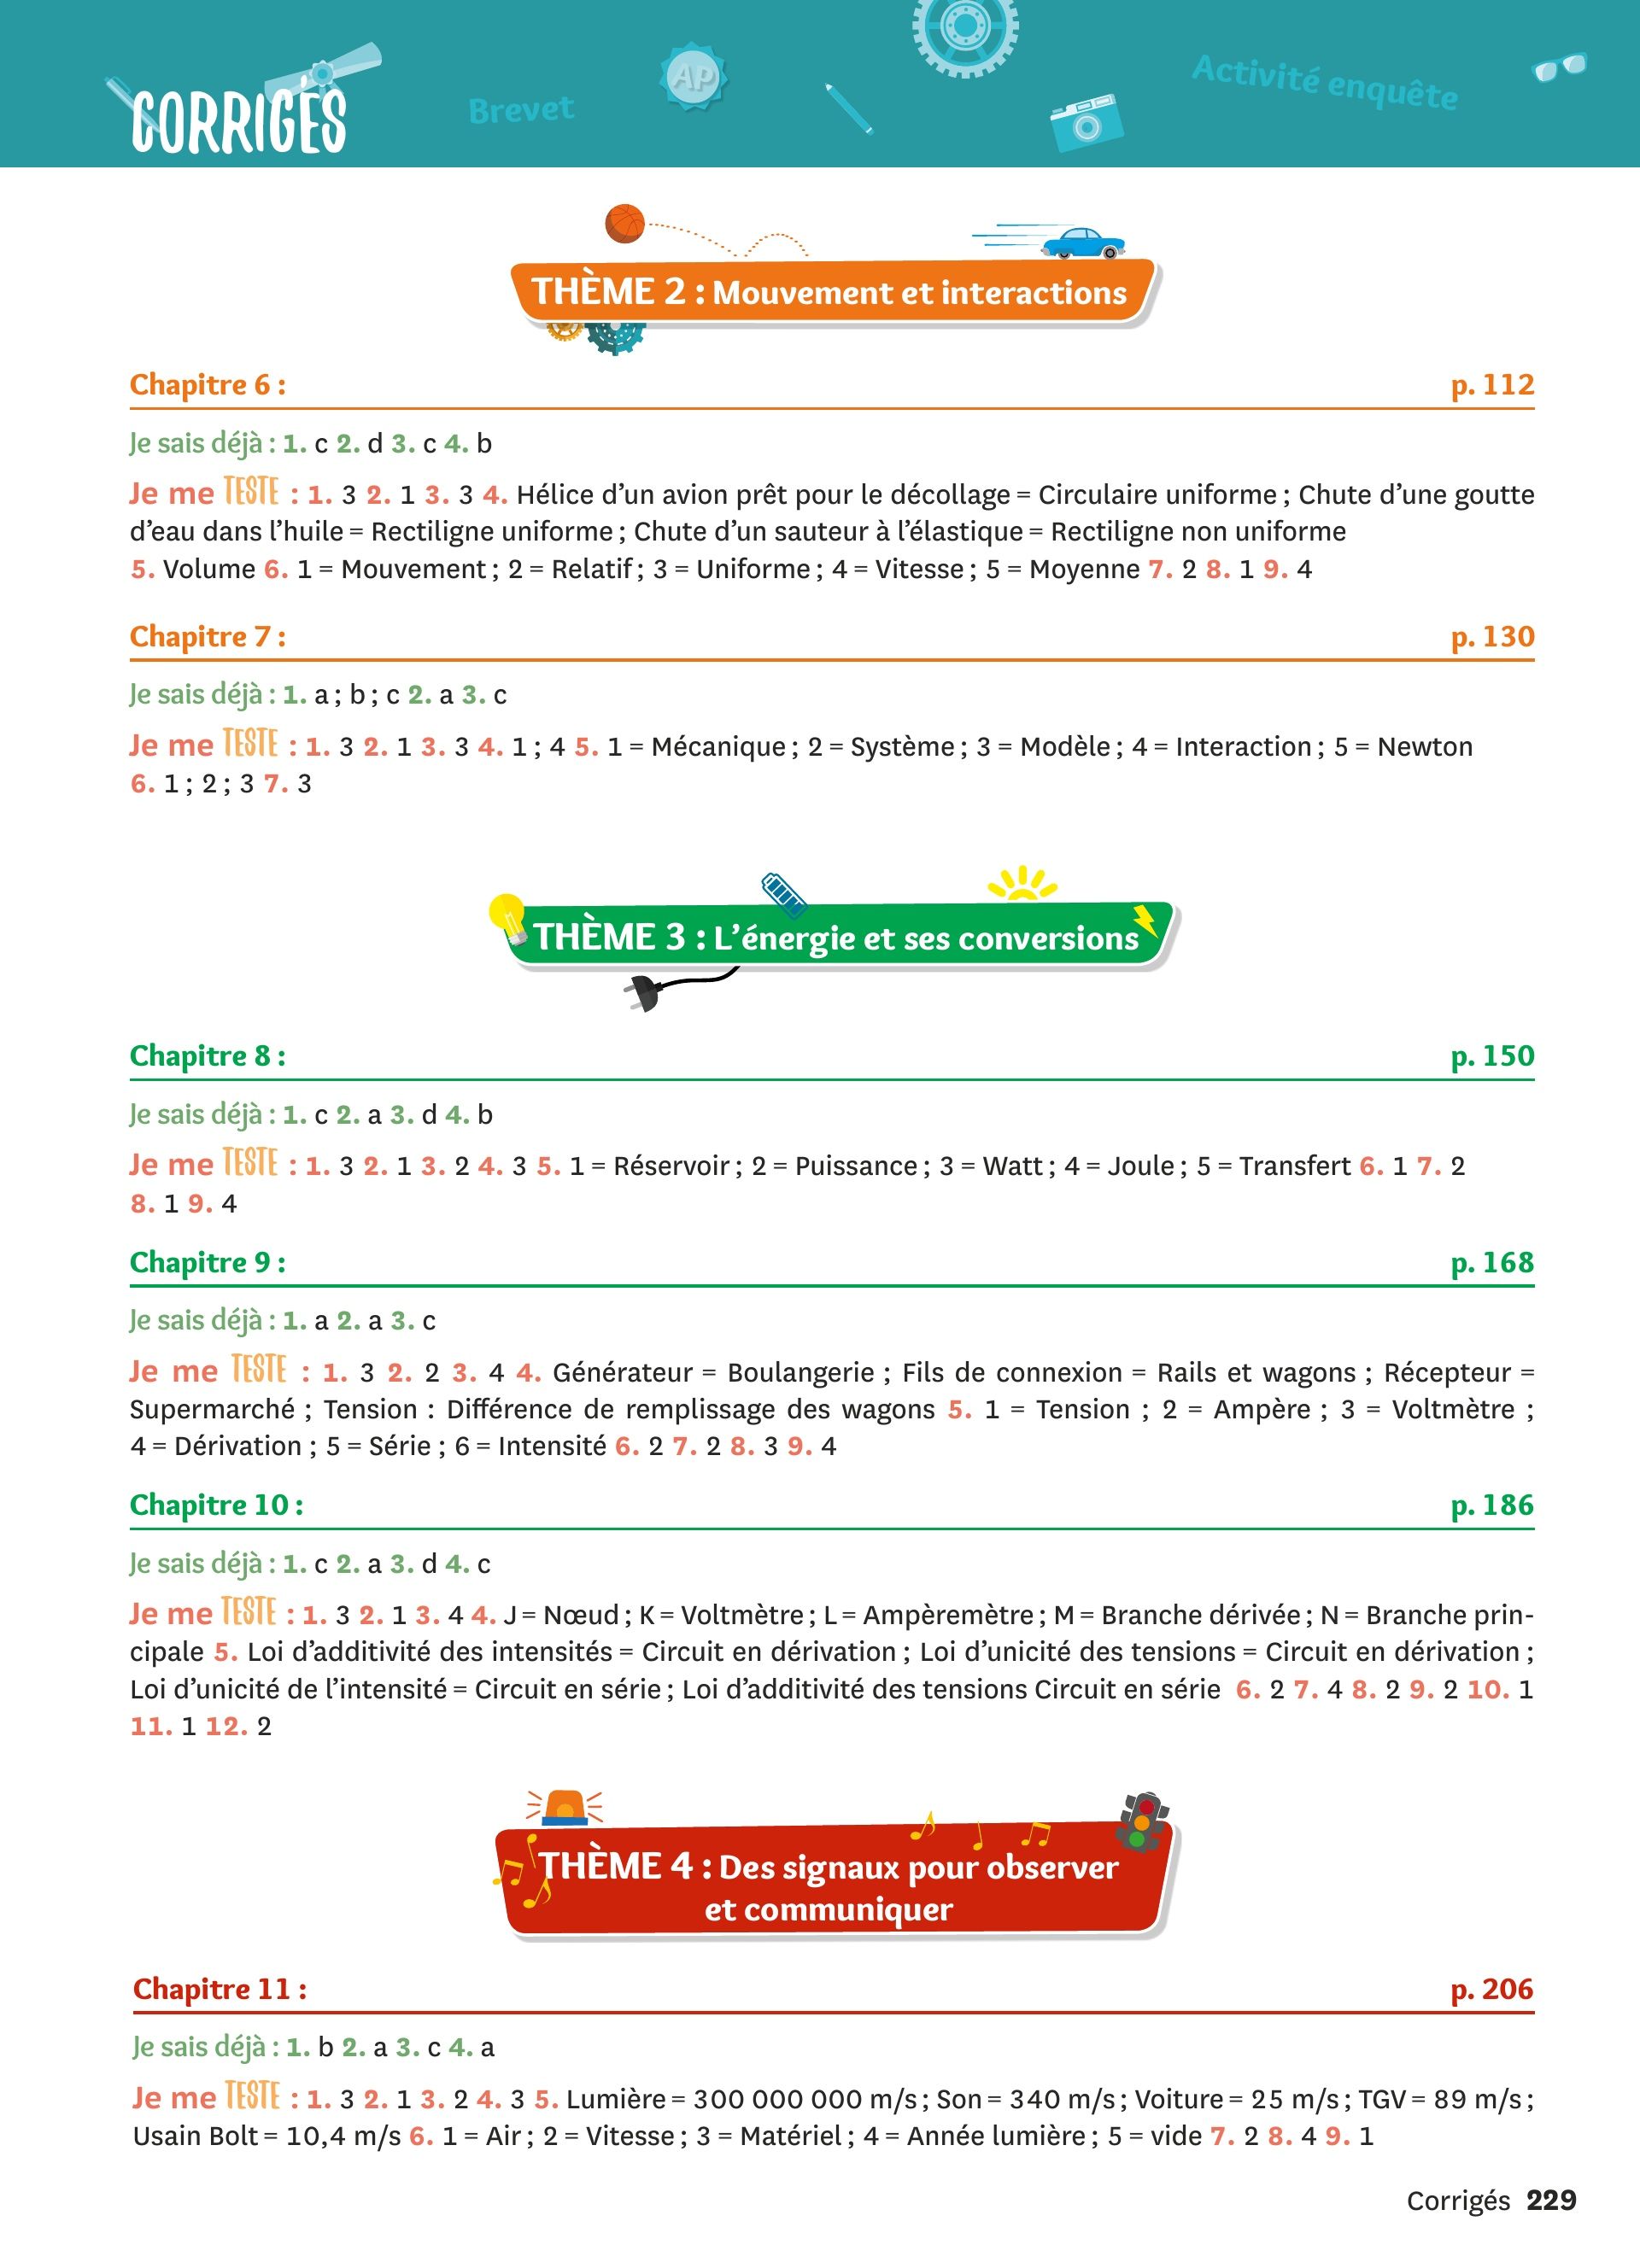 CORRIGÉS
Brevet
AP
Activité enquête
THÈME 2 : Mouvement et interactions
Chapitre 6 : p. 112
Je sais déjà : 1. c 2. d 3. c 4. b
Je me TESTE : 1. 3 2. 1 3. 3 4. Hélice d’un avion prêt pour le décollage = Circulaire uniforme ; Chute d’une goutte
d’eau dans l’huile = Rectiligne uniforme ; Chute d’un sauteur à l’élastique = Rectiligne non uniforme
5. Volume 6. 1 = Mouvement ; 2 = Relatif ; 3 = Uniforme ; 4 = Vitesse ; 5 = Moyenne 7. 2 8. 1 9. 4
Chapitre 7 : p. 130
Je sais déjà : 1. a ; b ; c 2. a 3. c
Je me TESTE : 1. 3 2. 1 3. 3 4. 1 ; 4 5. 1 = Mécanique ; 2 = Système ; 3 = Modèle ; 4 = Interaction ; 5 = Newton
6. 1 ; 2 ; 3 7. 3
THÈME 3 : L’énergie et ses conversions
Chapitre 8 : p. 150
Je sais déjà : 1. c 2. a 3. d 4. b
Je me TESTE : 1. 3 2. 1 3. 2 4. 3 5. 1 = Réservoir ; 2 = Puissance ; 3 = Watt ; 4 = Joule ; 5 = Transfert 6. 1 7. 2
8. 1 9. 4
Chapitre 9 : p. 168
Je sais déjà : 1. a 2. a 3. c
Je me TESTE : 1. 3 2. 2 3. 4 4. Générateur = Boulangerie ; Fils de connexion = Rails et wagons ; Récepteur =
Supermarché ; Tension : Différence de remplissage des wagons 5. 1 = Tension ; 2 = Ampère ; 3 = Voltmètre ;
4 = Dérivation ; 5 = Série ; 6 = Intensité 6. 2 7. 2 8. 3 9. 4
Chapitre 10 : p. 186
Je sais déjà : 1. c 2. a 3. d 4. c
Je me TESTE : 1. 3 2. 1 3. 4 4. J = Nœud ; K = Voltmètre ; L = Ampèremètre ; M = Branche dérivée ; N = Branche prin-
cipale 5. Loi d’additivité des intensités = Circuit en dérivation ; Loi d’unicité des tensions = Circuit en dérivation ;
Loi d’unicité de l’intensité = Circuit en série ; Loi d’additivité des tensions Circuit en série 6. 2 7. 4 8. 2 9. 2 10. 1
11. 1 12. 2
THÈME 4 : Des signaux pour observer
et communiquer
Chapitre 11 : p. 206
Je sais déjà : 1. b 2. a 3. c 4. a
Je me TESTE : 1. 3 2. 1 3. 2 4. 3 5. Lumière = 300 000 000 m/s ; Son = 340 m/s ; Voiture = 25 m/s ; TGV = 89 m/s ;
Usain Bolt = 10,4 m/s 6. 1 = Air ; 2 = Vitesse ; 3 = Matériel ; 4 = Année lumière ; 5 = vide 7. 2 8. 4 9. 1
Corrigés 229